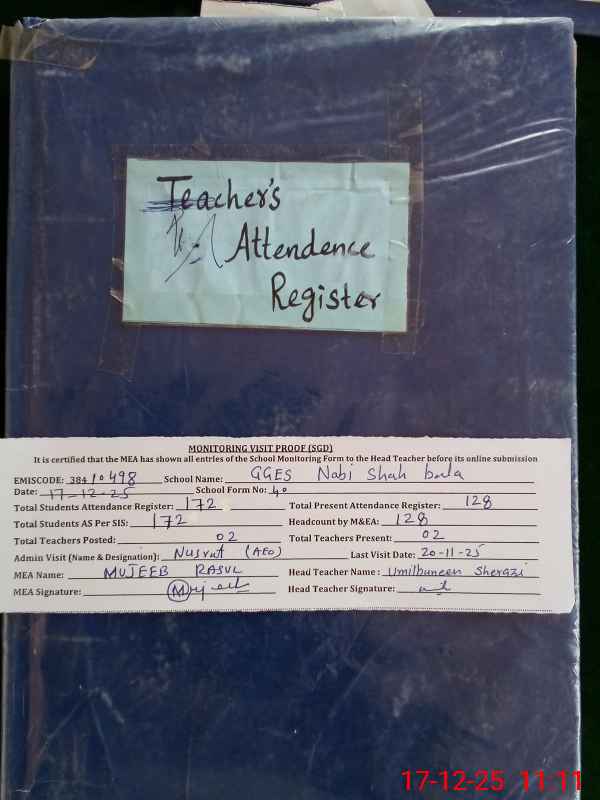 Teacher's
Attendence
Register
MONITORING VISIT PROOF (SGD)
It is certified that the MEA has shown all entries of the School Monitoring Form to the Head Teacher before its online submission
EMISCODE: 38410498 School Name: GGES Nabi Shah bala
Date: 17-12-25 School Form No: 40
Total Students Attendance Register: 172 Total Present Attendance Register: 128
Total Students AS Per SIS: 172 Headcount by M&EA: 128
Total Teachers Posted: 02 Total Teachers Present: 02
Admin Visit (Name & Designation): Nusrat (AEO) Last Visit Date: 20-11-25
MEA Name: MUJEEB RASUL Head Teacher Name: Umilbaneen Sherazi
MEA Signature: Mujeeb Head Teacher Signature:
17-12-25 11:11